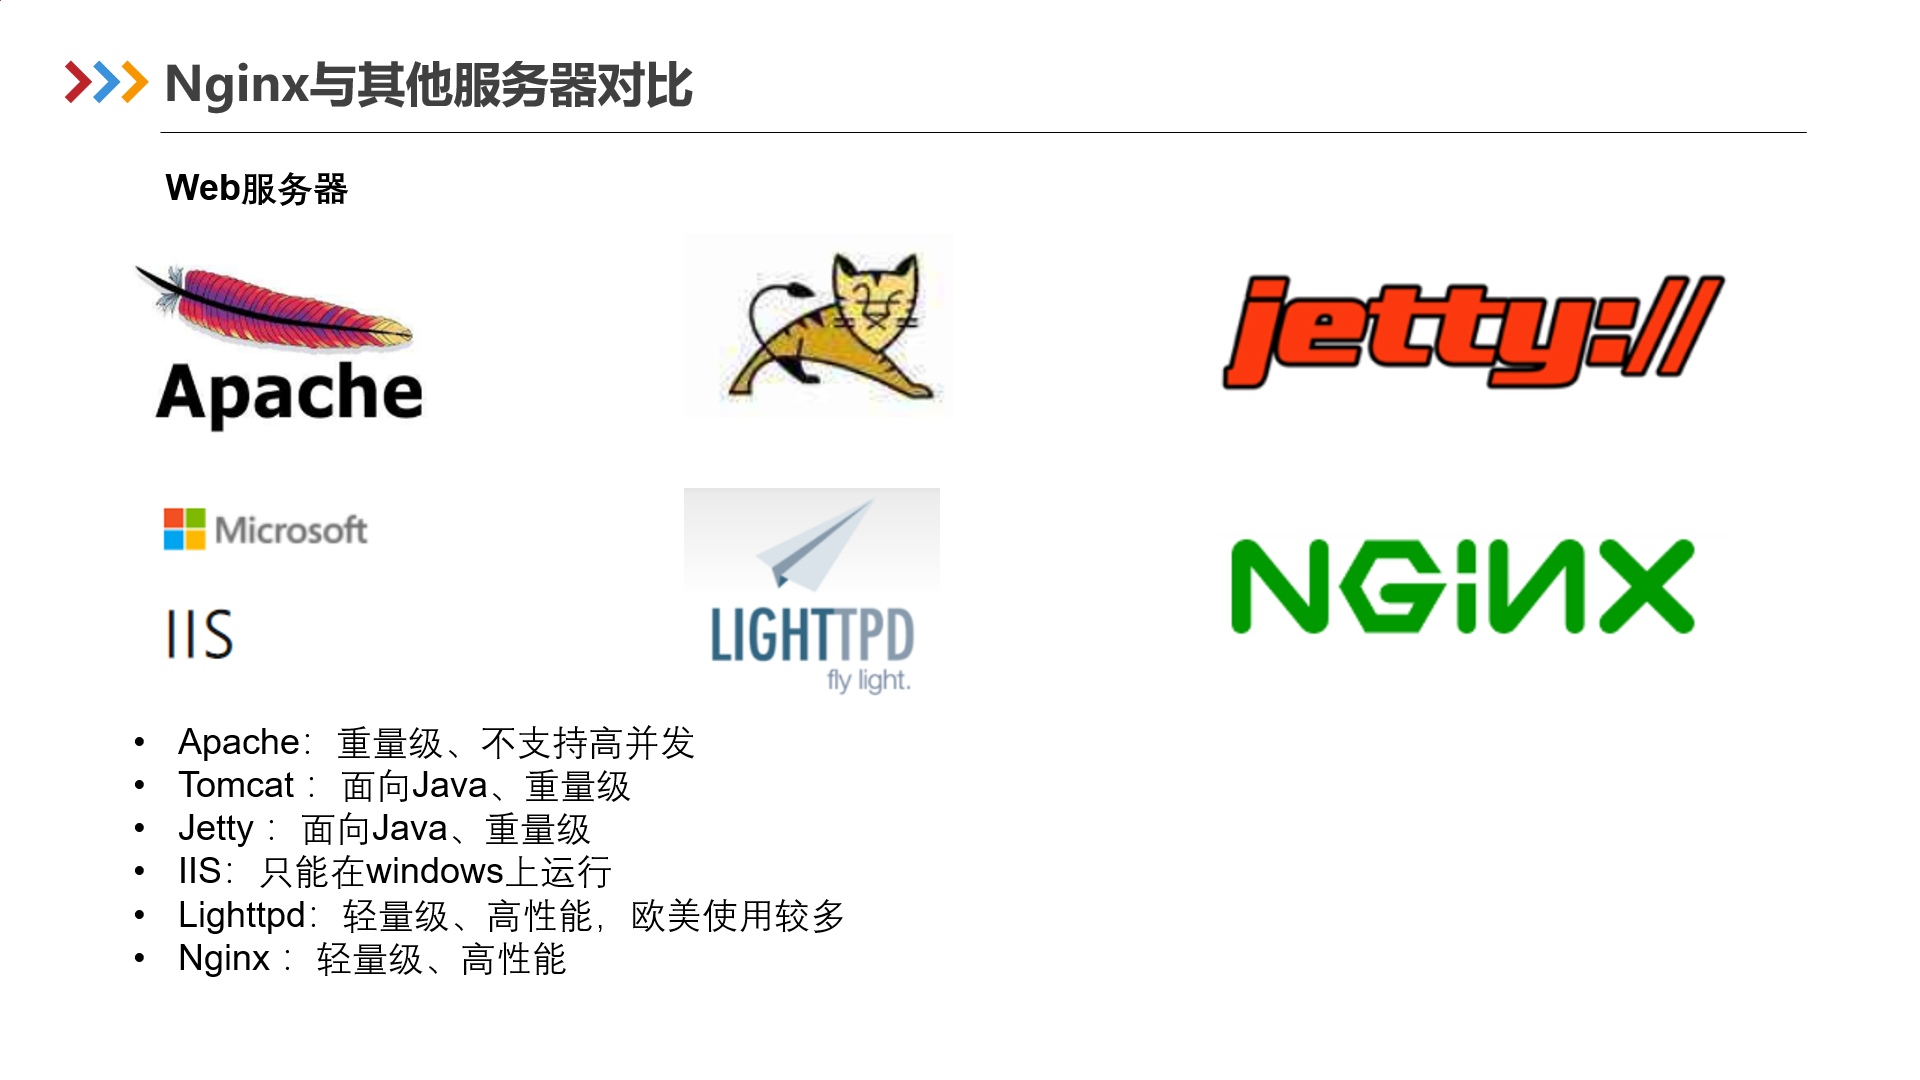 Nginx与其他服务器对比
Web服务器
Apache
jetty://
Microsoft
IIS
LIGHTTPD
fly light.
NGiNX
• Apache：重量级、不支持高并发
• Tomcat ：面向Java、重量级
• Jetty ：面向Java、重量级
• IIS：只能在windows上运行
• Lighttpd：轻量级、高性能，欧美使用较多
• Nginx ：轻量级、高性能